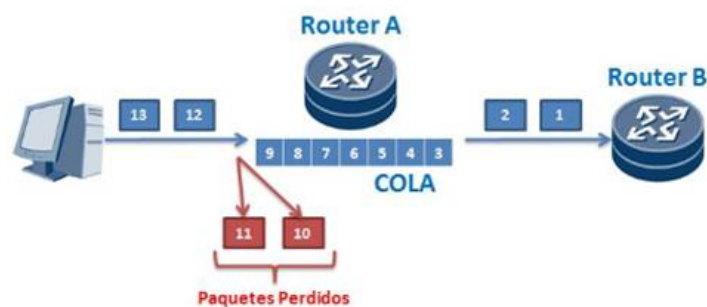 Router A
Router B
13 12
2 1
9 8 7 6 5 4 3
COLA
11 10
Paquetes Perdidos